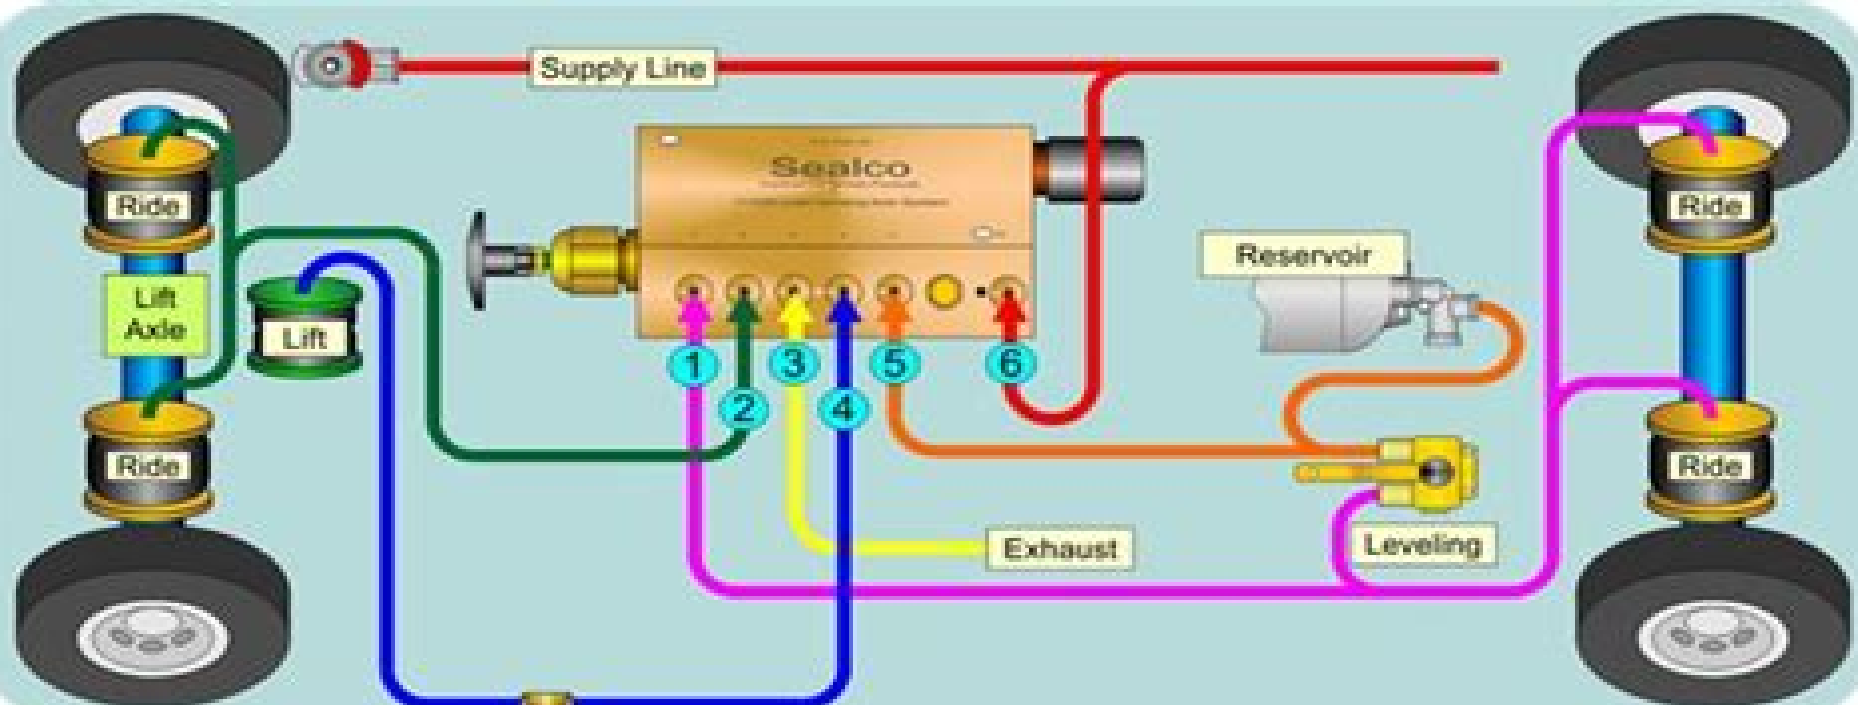 Supply Line
Sealco
Ride
Ride
Reservoir
Lift
Axle
Lift
1
3
5
6
2
4
Ride
Ride
Exhaust
Leveling